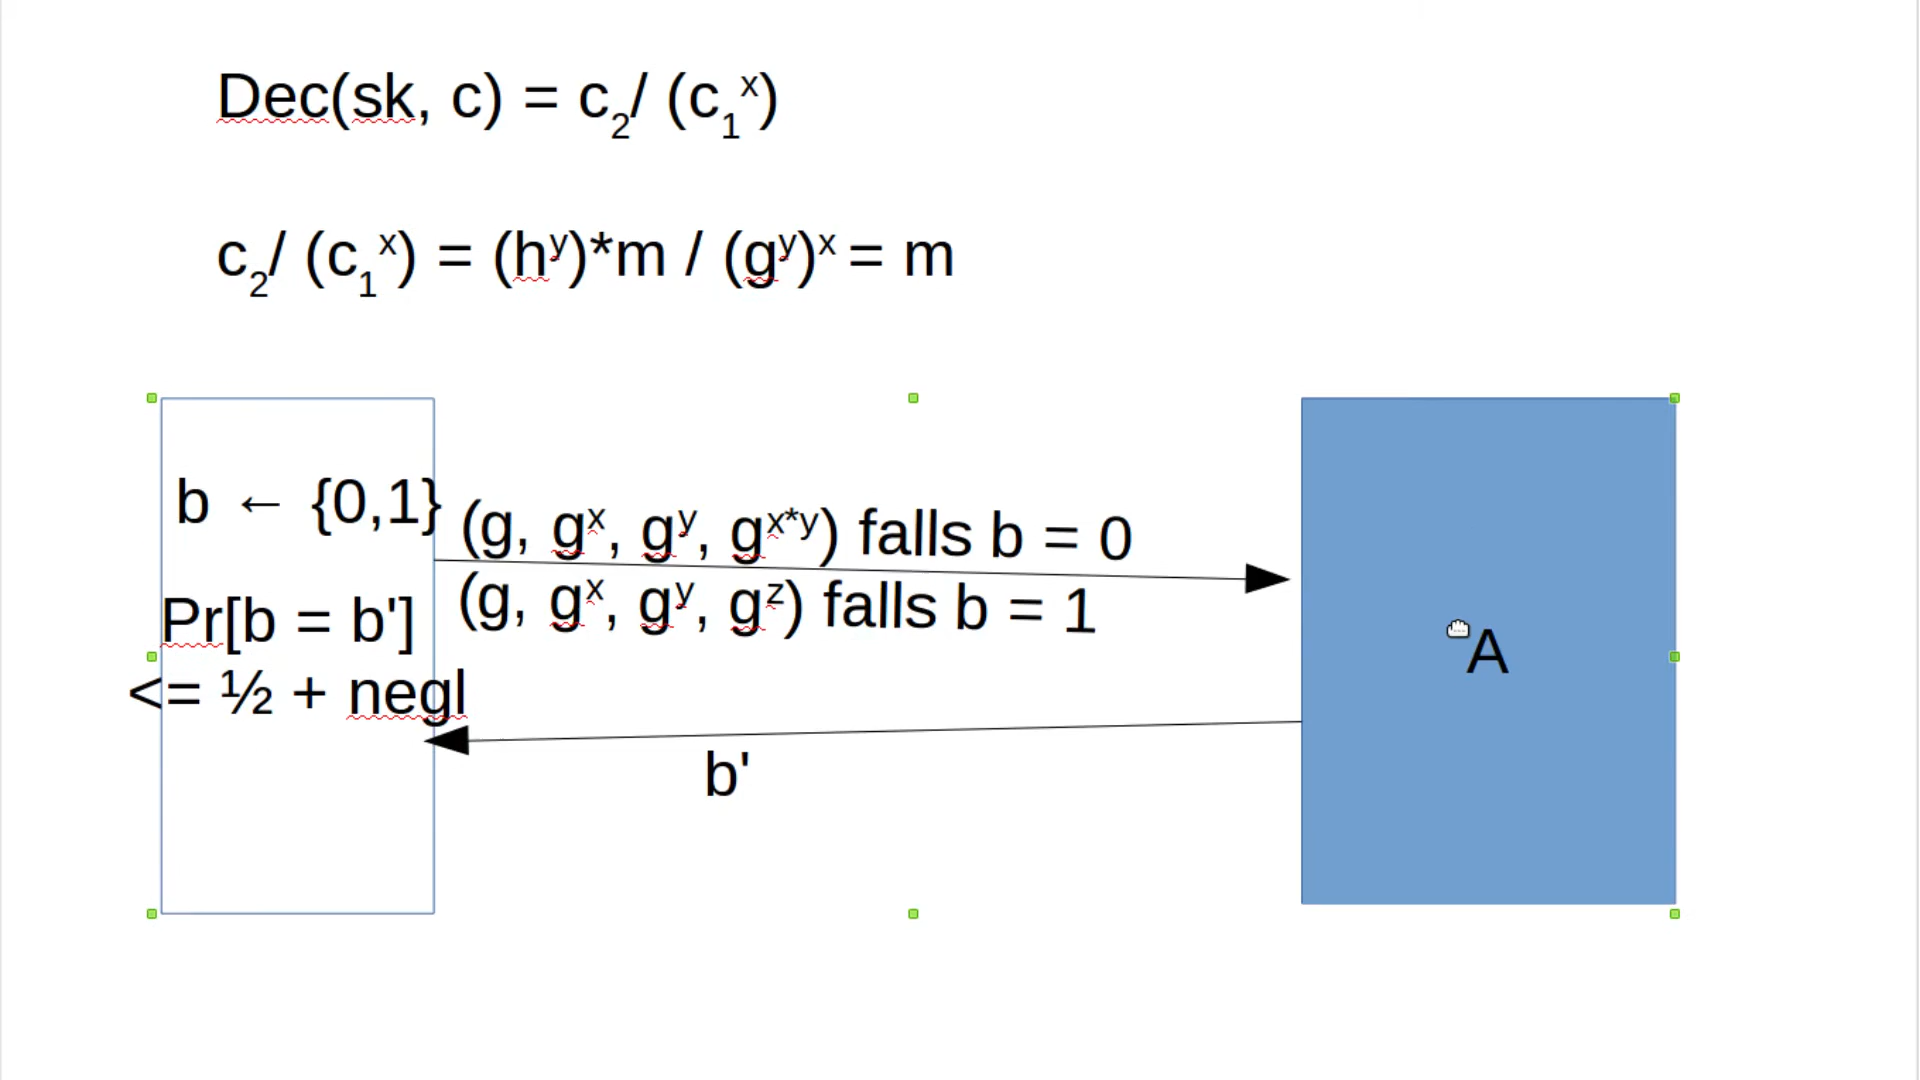 Dec(sk, c) = c₂/ (c₁ˣ)
c₂/ (c₁ˣ) = (hʸ)*m / (gʸ)ˣ = m
b ← {0,1}
(g, gˣ, gʸ, gˣ*ʸ) falls b = 0
(g, gˣ, gʸ, gᶻ) falls b = 1
Pr[b = b']
<= ½ + negl
b'
A